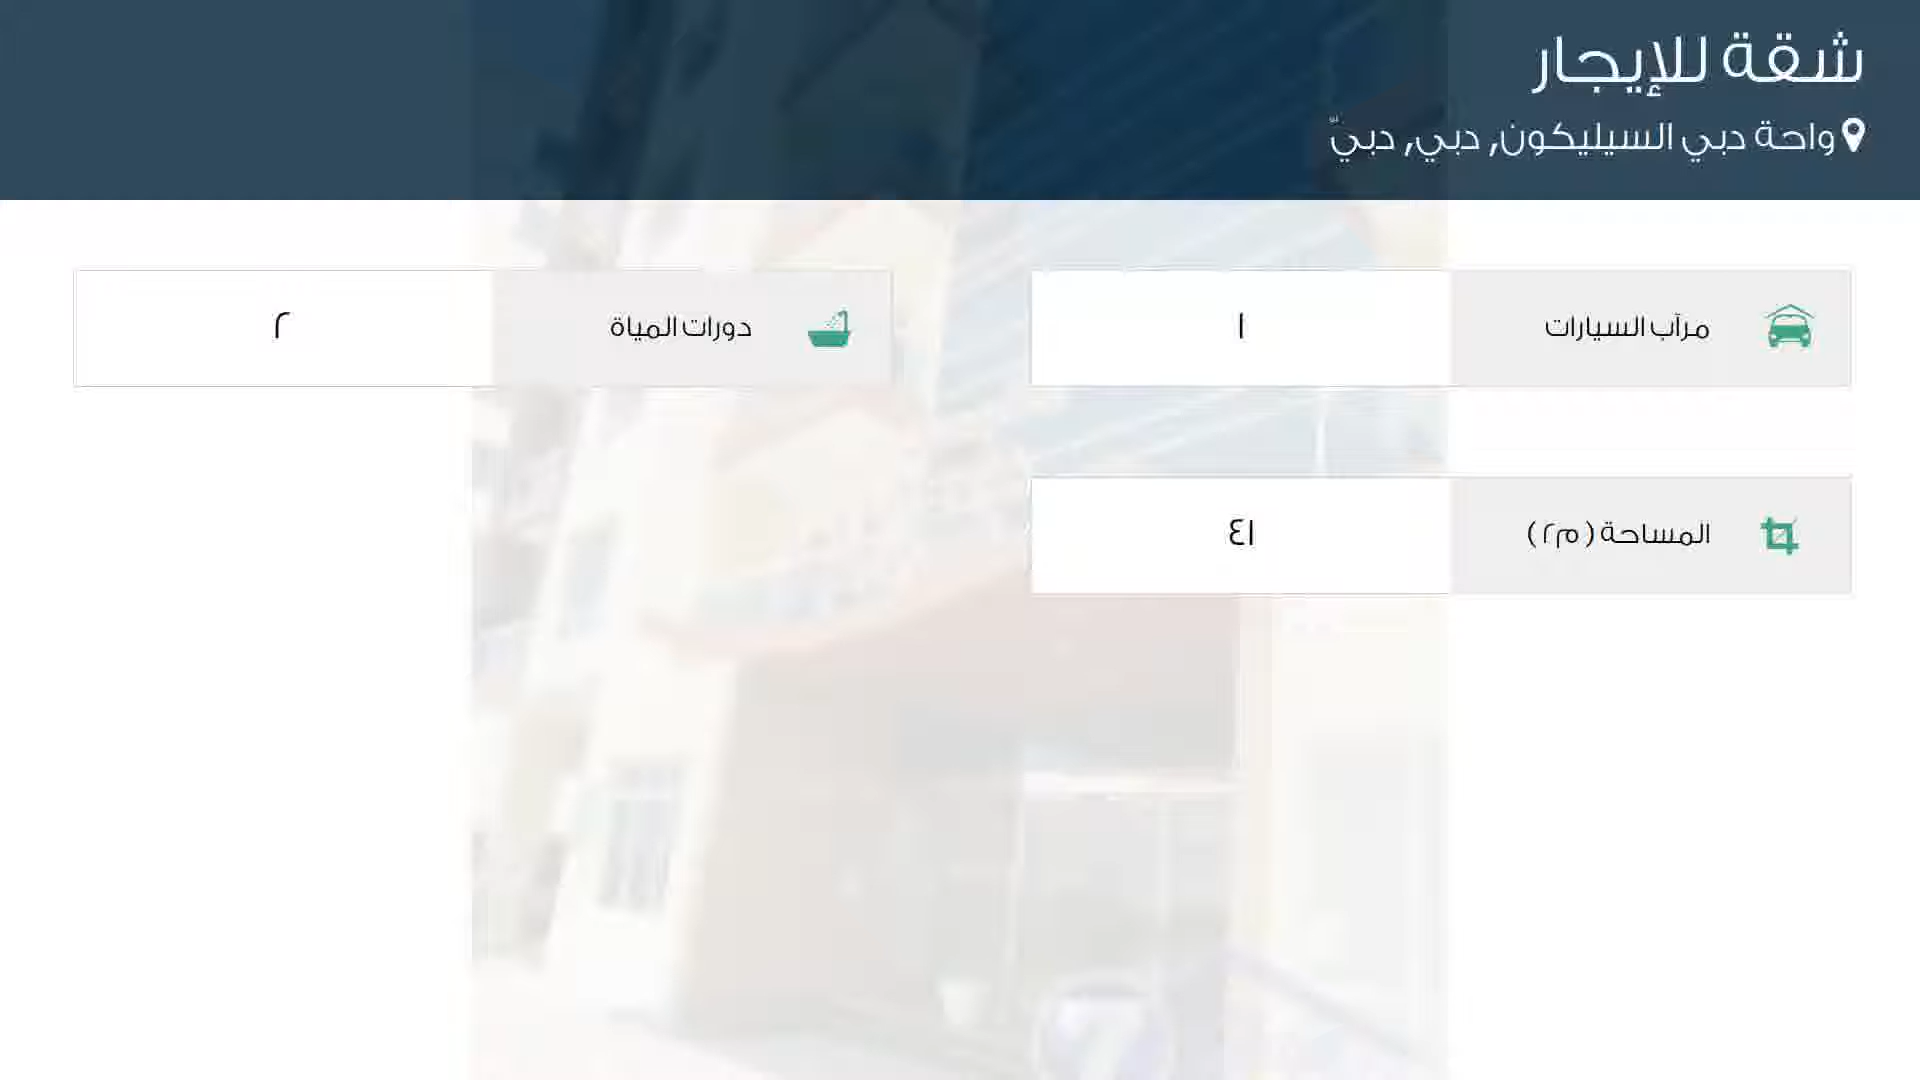 شقة للإيجار
واحة دبي السيليكون, دبي, دبيّ
مرآب السيارات ١
دورات المياة ٢
المساحة (م٢) ٤١